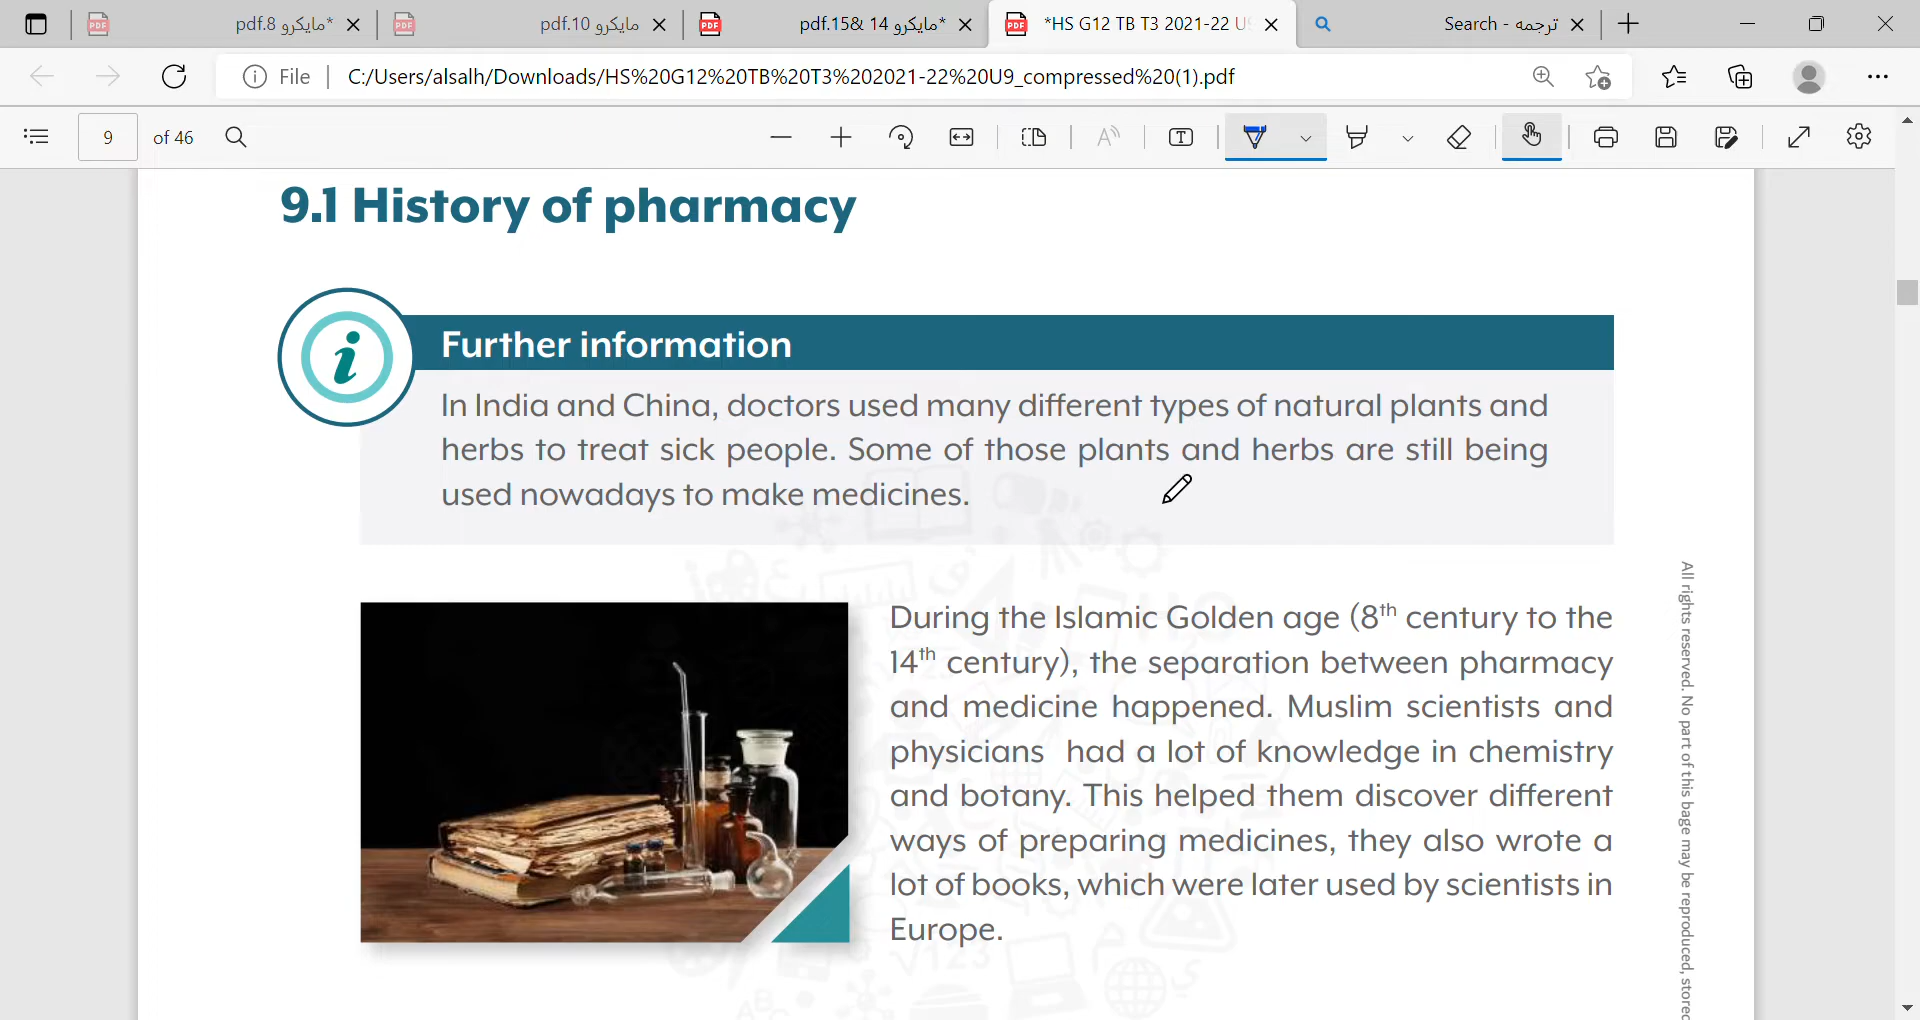 مايكرو 8.pdf*
مايكرو 10.pdf
مايكرو 14 &15.pdf*
*HS G12 TB T3 2021-22 U
ترجمه - Search
File
C:/Users/alsalh/Downloads/HS%20G12%20TB%20T3%202021-22%20U9_compressed%20(1).pdf
9 of 46
9.1 History of pharmacy
i
Further information
In India and China, doctors used many different types of natural plants and
herbs to treat sick people. Some of those plants and herbs are still being
used nowadays to make medicines.
During the Islamic Golden age (8th century to the
14th century), the separation between pharmacy
and medicine happened. Muslim scientists and
physicians had a lot of knowledge in chemistry
and botany. This helped them discover different
ways of preparing medicines, they also wrote a
lot of books, which were later used by scientists in
Europe.
All rights reserved. No part of this bage may be reproduced, stored